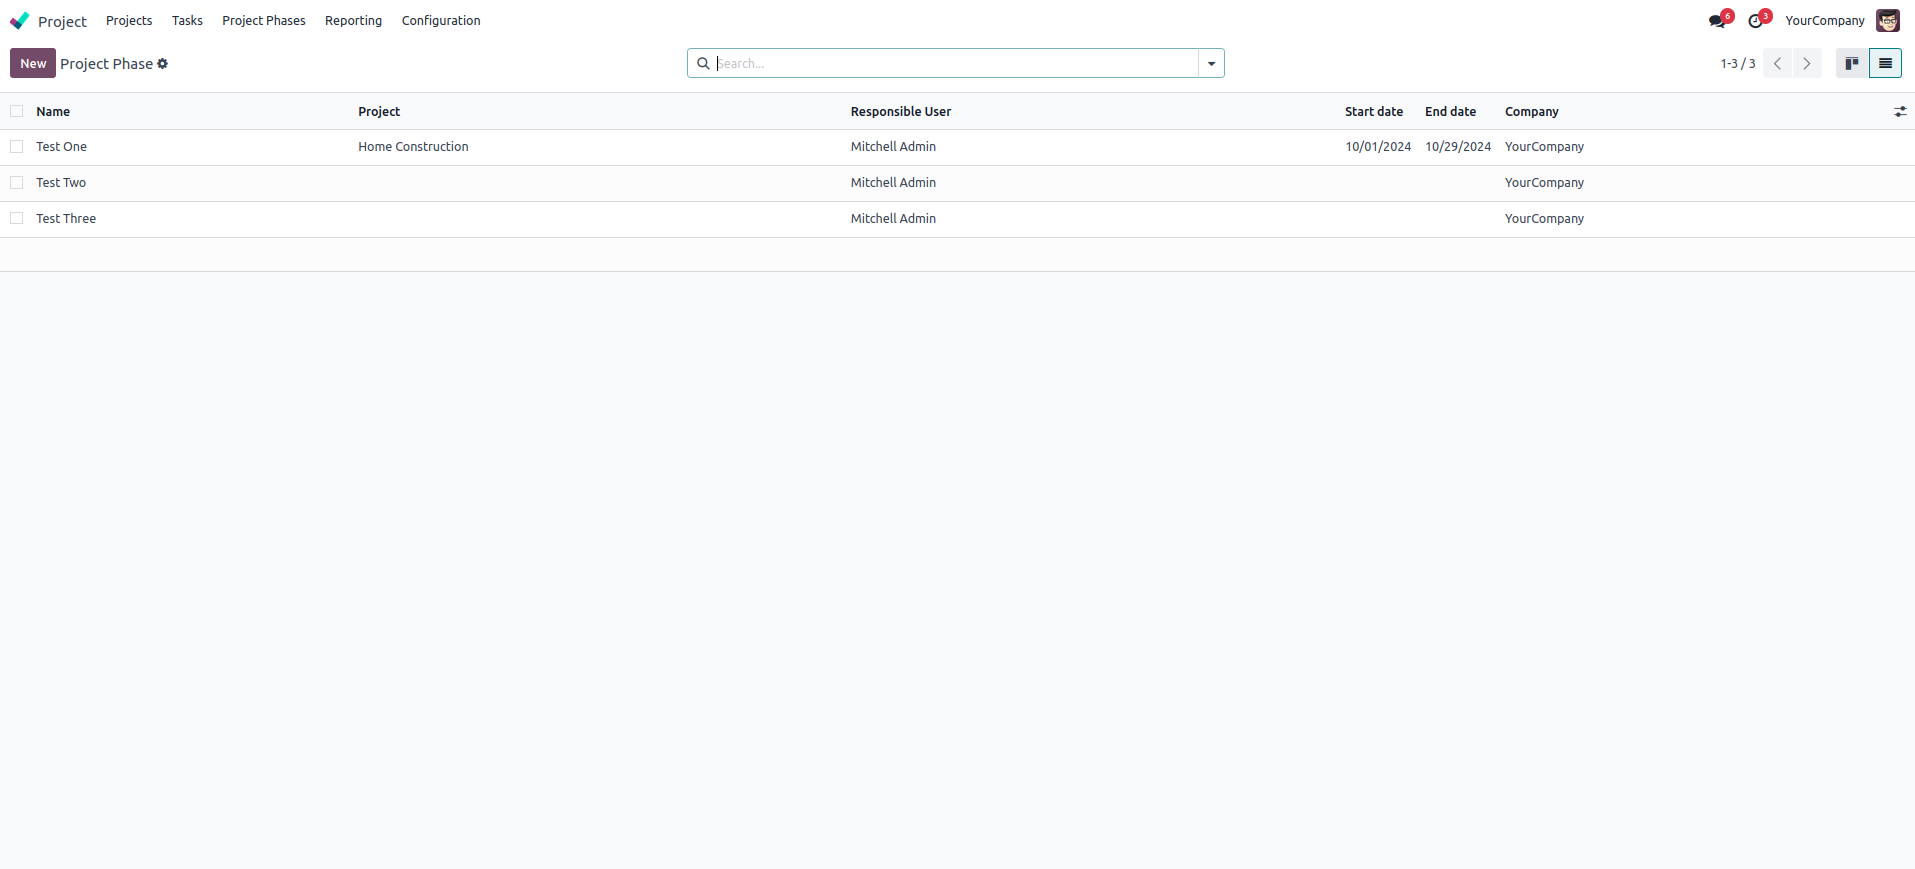 Project Projects Tasks Project Phases Reporting Configuration 6 3 YourCompany
New Project Phase Search... 1-3 / 3
Name Project Responsible User Start date End date Company
Test One Home Construction Mitchell Admin 10/01/2024 10/29/2024 YourCompany
Test Two Mitchell Admin YourCompany
Test Three Mitchell Admin YourCompany